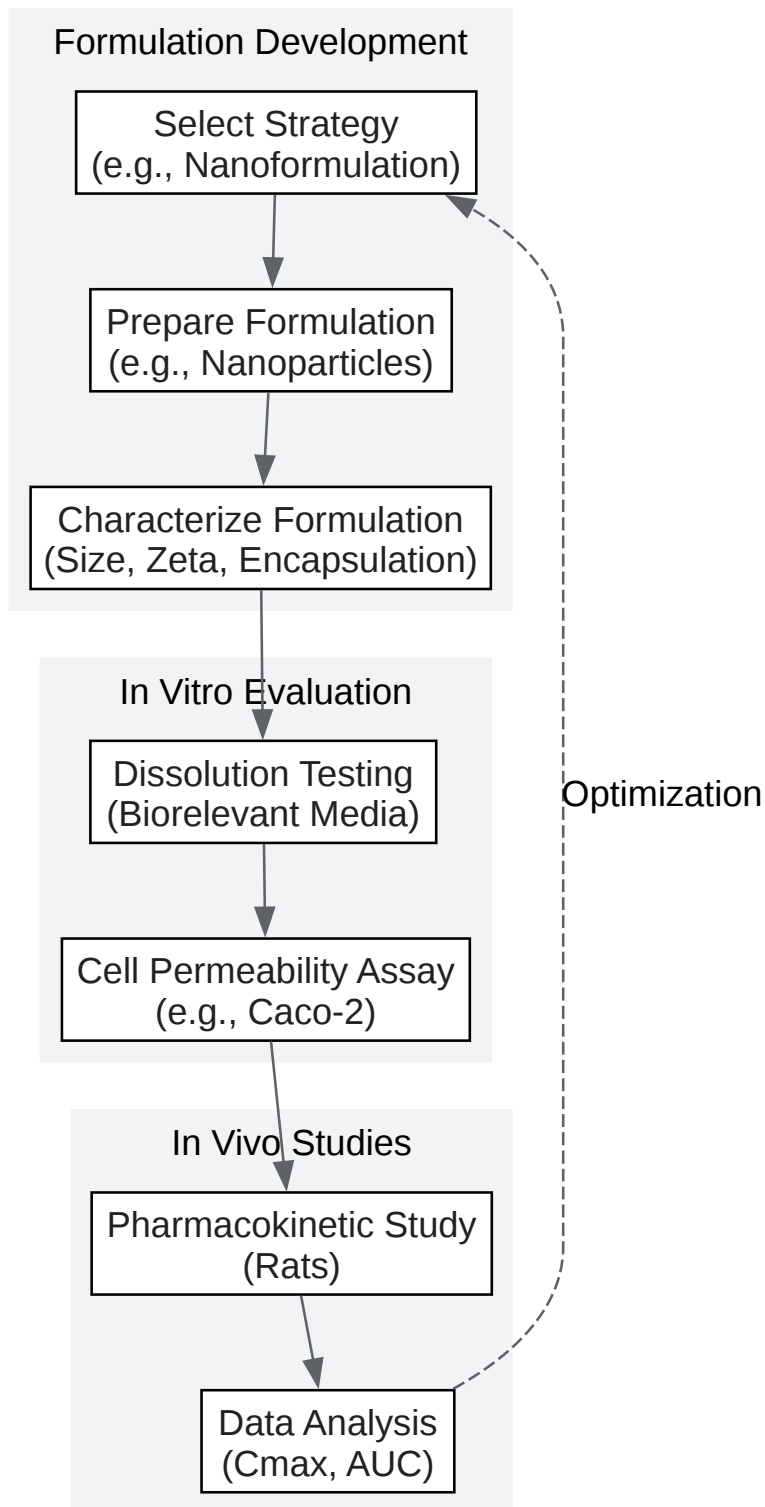 Formulation Development
Select Strategy
(e.g., Nanoformulation)
Prepare Formulation
(e.g., Nanoparticles)
Characterize Formulation
(Size, Zeta, Encapsulation)
In Vitro Evaluation
Dissolution Testing
(Biorelevant Media)
Optimization
Cell Permeability Assay
(e.g., Caco-2)
In Vivo Studies
Pharmacokinetic Study
(Rats)
Data Analysis
(Cmax, AUC)